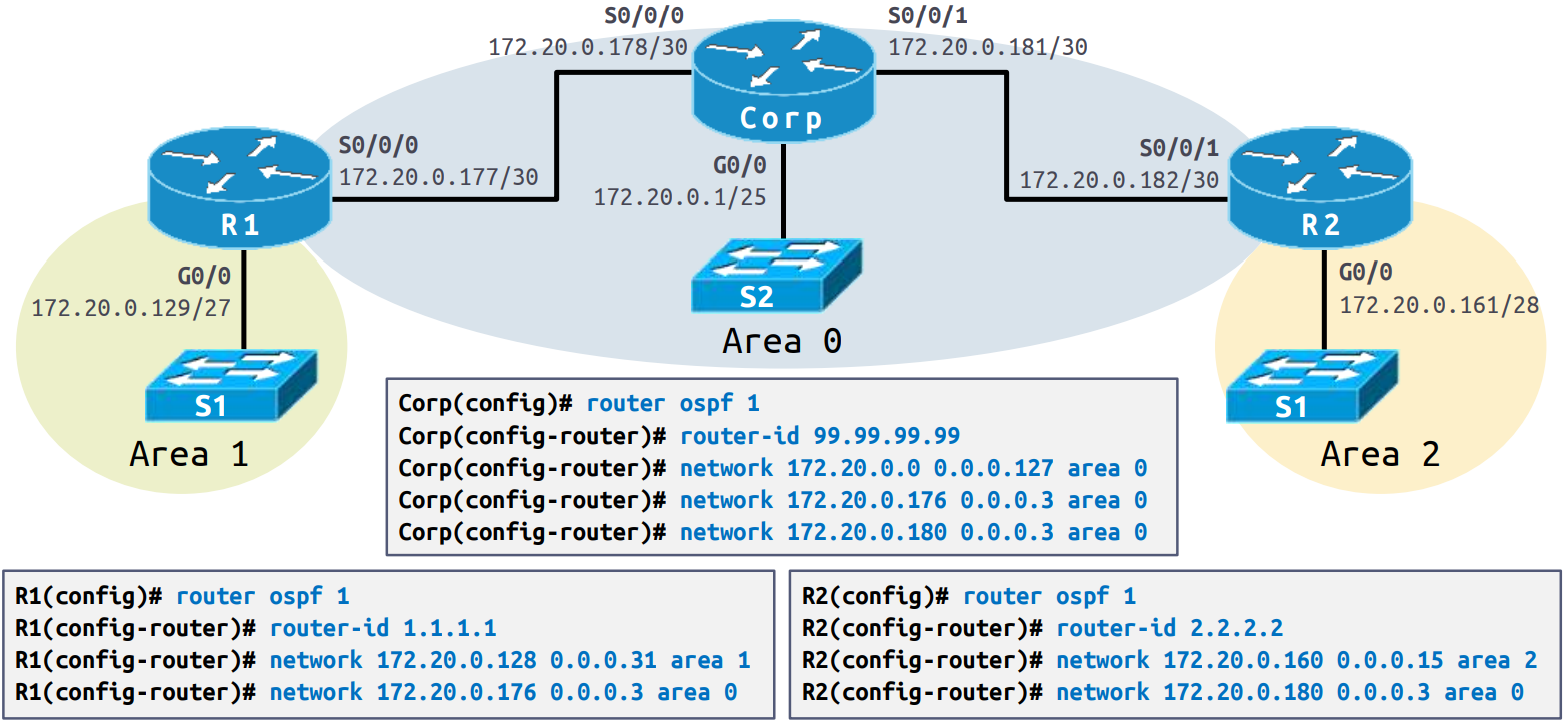 S0/0/0
172.20.0.178/30
S0/0/1
172.20.0.181/30
Corp
S0/0/0
172.20.0.177/30
G0/0
172.20.0.1/25
S0/0/1
172.20.0.182/30
R1
R2
G0/0
172.20.0.129/27
S2
G0/0
172.20.0.161/28
Area 0
S1
S1
Area 1
Area 2
Corp(config)# router ospf 1
Corp(config-router)# router-id 99.99.99.99
Corp(config-router)# network 172.20.0.0 0.0.0.127 area 0
Corp(config-router)# network 172.20.0.176 0.0.0.3 area 0
Corp(config-router)# network 172.20.0.180 0.0.0.3 area 0
R1(config)# router ospf 1
R1(config-router)# router-id 1.1.1.1
R1(config-router)# network 172.20.0.128 0.0.0.31 area 1
R1(config-router)# network 172.20.0.176 0.0.0.3 area 0
R2(config)# router ospf 1
R2(config-router)# router-id 2.2.2.2
R2(config-router)# network 172.20.0.160 0.0.0.15 area 2
R2(config-router)# network 172.20.0.180 0.0.0.3 area 0